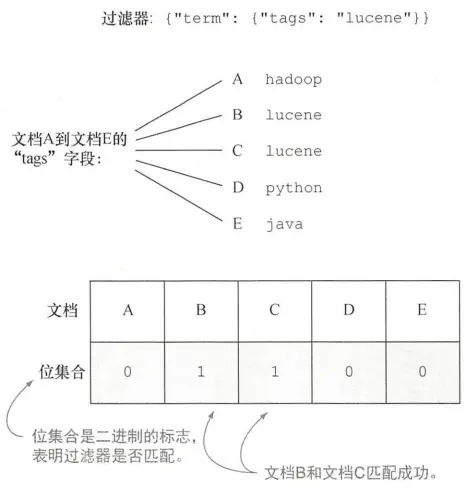 过滤器: {"term": {"tags": "lucene"}}
A hadoop
B lucene
文档A到文档E的
“tags”字段:
C lucene
D python
E java
文档 A B C D E
位集合 0 1 1 0 0
位集合是二进制的标志，
表明过滤器是否匹配。
文档B和文档C匹配成功。